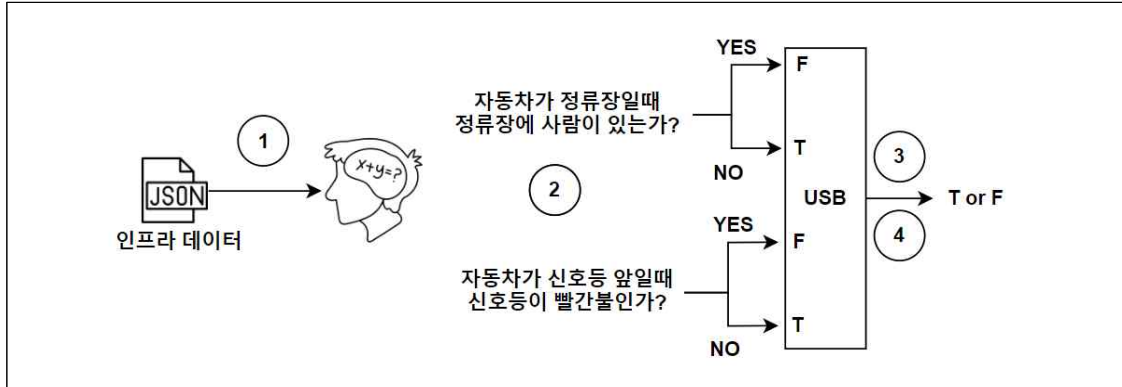 1
JSON
x+y=?
인프라 데이터
자동차가 정류장일때
정류장에 사람이 있는가?
2
자동차가 신호등 앞일때
신호등이 빨간불인가?
YES
F
T
NO
USB
YES
F
T
NO
3
T or F
4